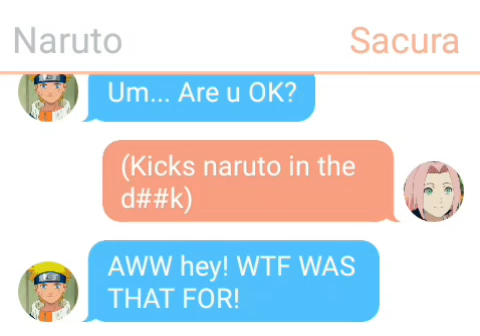 Naruto Sacura
Um... Are u OK?
(Kicks naruto in the
d##k)
AWW hey! WTF WAS
THAT FOR!